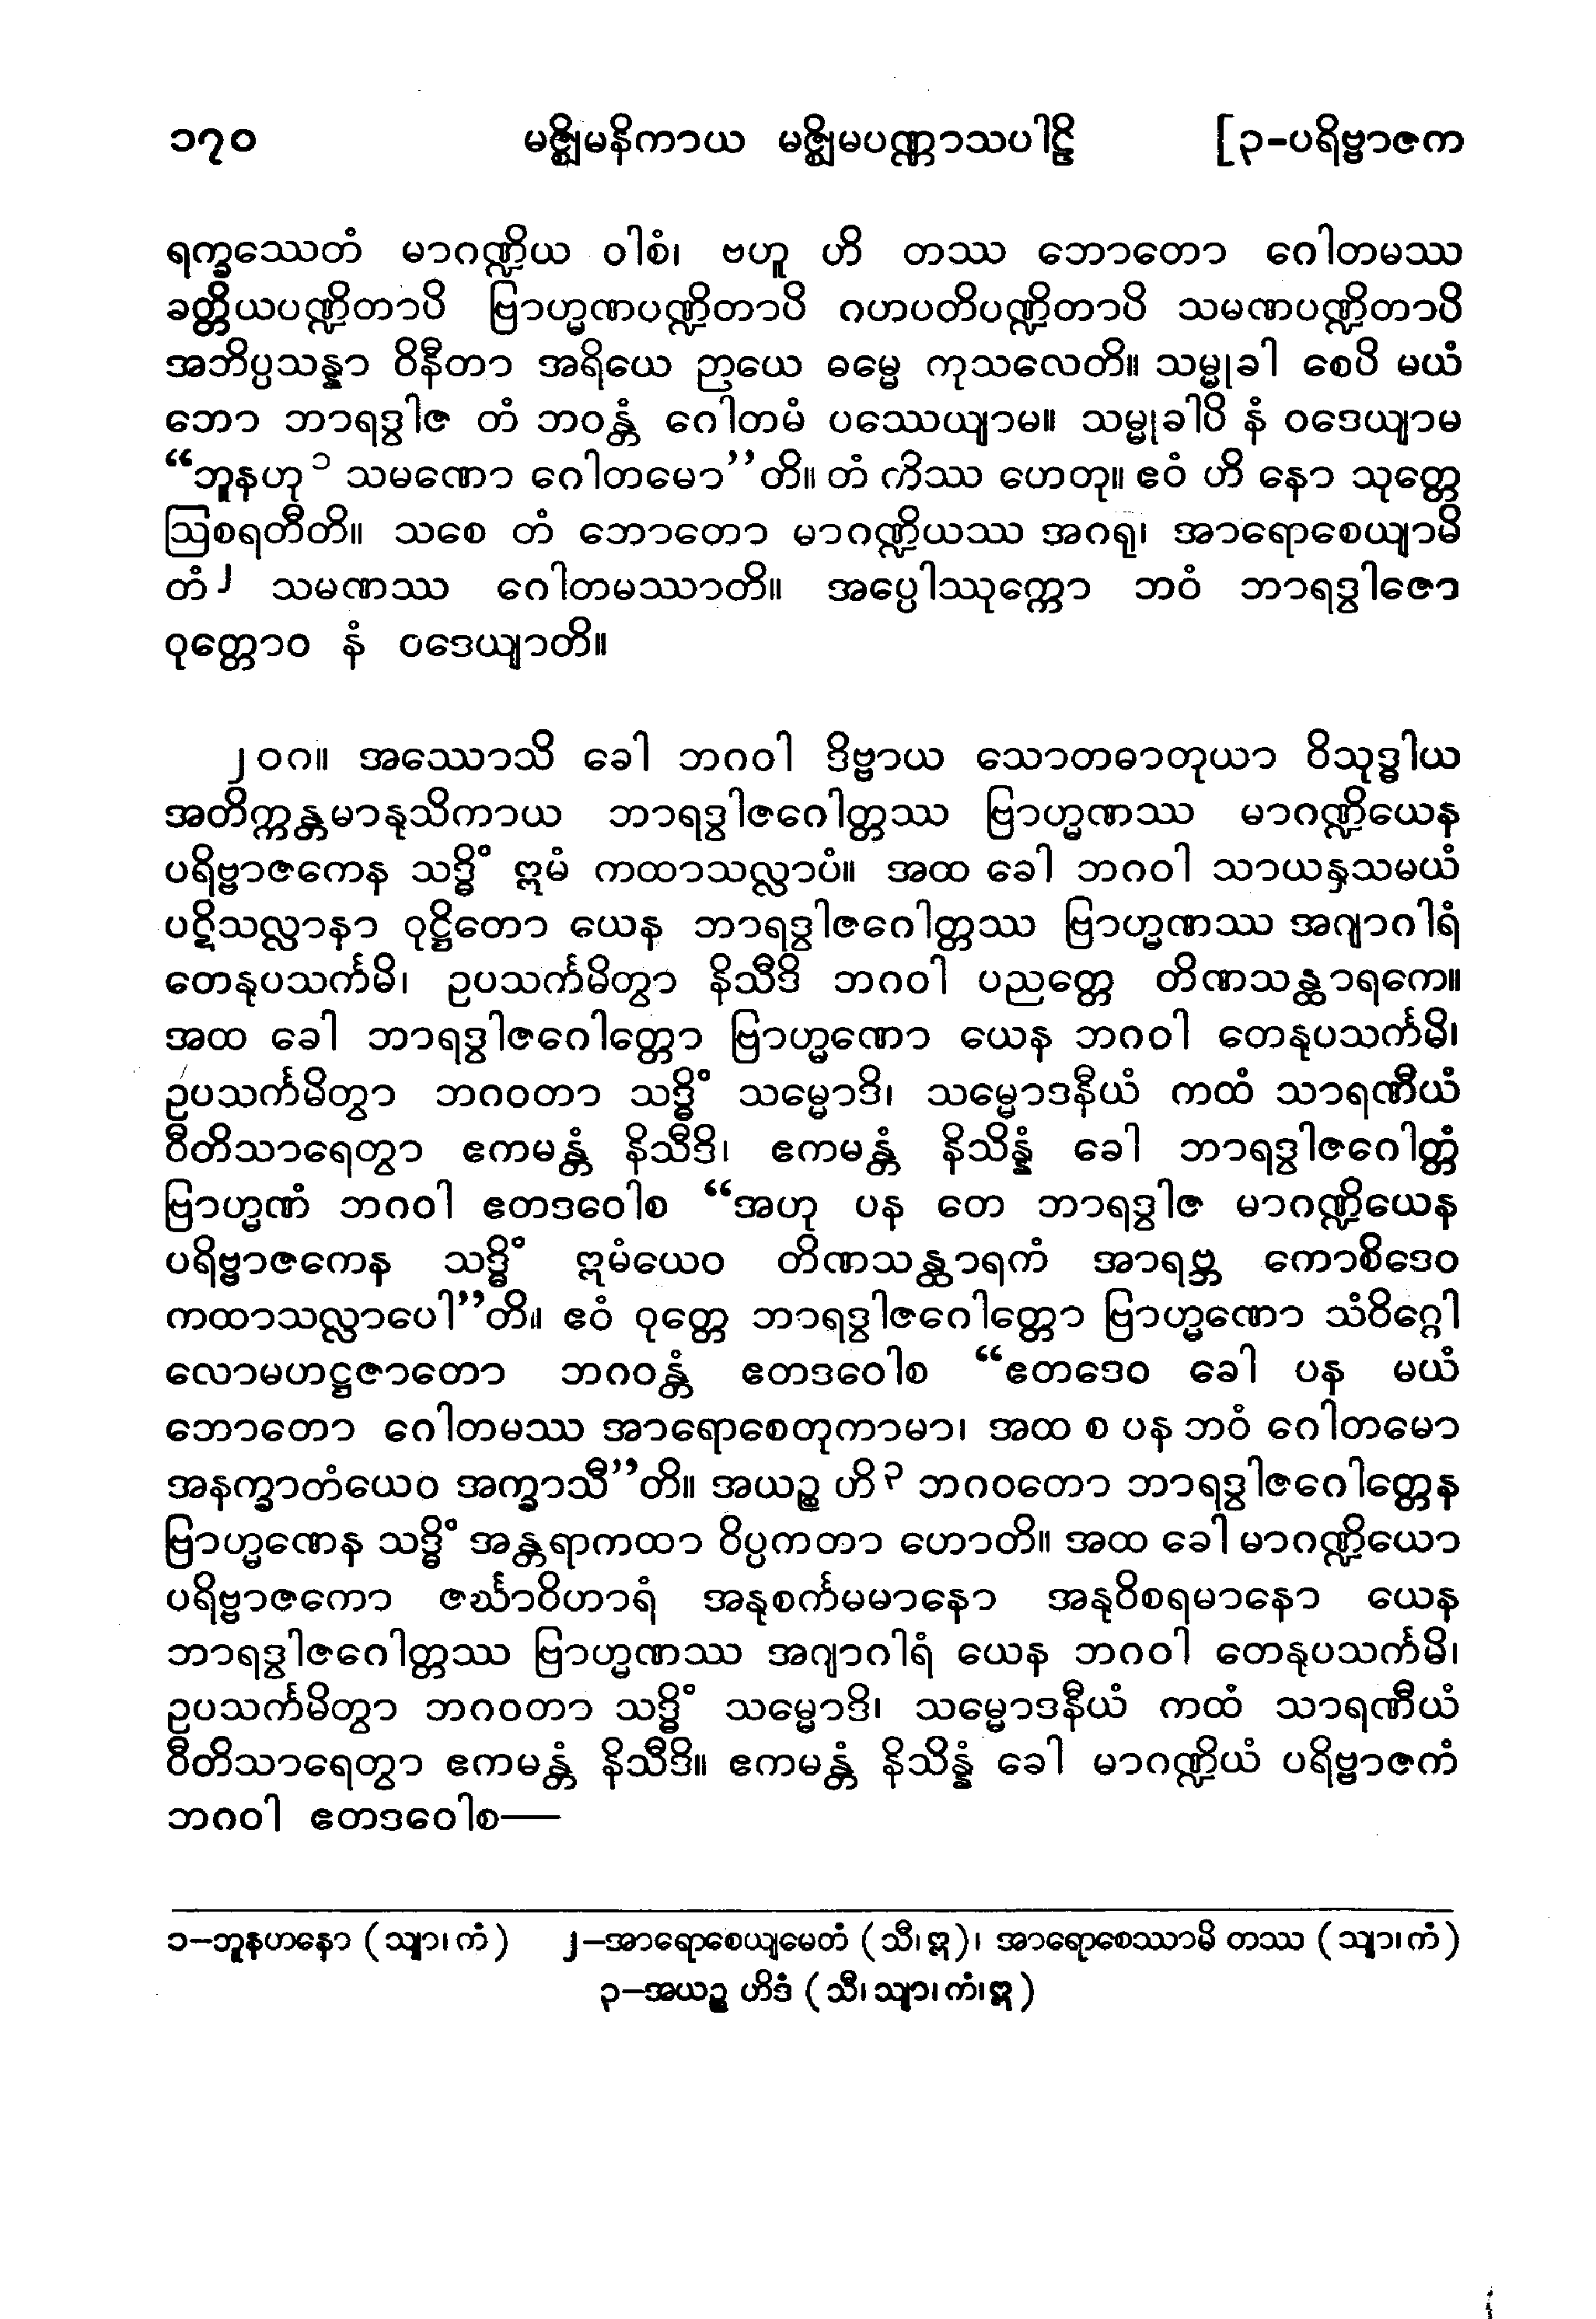 ၁၇၀ မဇ္ဈိမနိကာယ မဇ္ဈိမပဏ္ဏာသပါဠိ [၃-ပရိဗ္ဗာဇက
ရက္ခဿေတံ မာဂဏ္ဍိယ ဝါစံ၊ ဗဟူ ဟိ တဿ ဘောတော ဂေါတမဿ
ခတ္တိယပဏ္ဍိတာပိ ဗြာဟ္မဏပဏ္ဍိတာပိ ဂဟပတိပဏ္ဍိတာပိ သမဏပဏ္ဍိတာပိ
အဘိပ္ပသန္နာ ဝိနီတာ အရိယေ ဉာယေ ဓမ္မေ ကုသလေတိ။ သမ္မုခါ စေပိ မယံ
ဘော ဘာရဒွါဇ တံ ဘဝန္တံ ဂေါတမံ ပဿေယျာမ။ သမ္မုခါပိ နံ ဝဒေယျာမ
“ဘူနဟု ၁ သမဏော ဂေါတမော”တိ။ တံ ကိဿ ဟေတု။ ဧဝံ ဟိ နော သုတ္တေ
ဩစရတီတိ။ သစေ တံ ဘောတော မာဂဏ္ဍိယဿ အဂရု၊ အာရောစေယျာမိ
တံ၂ သမဏဿ ဂေါတမဿာတိ။ အပ္ပေါဿုက္ကော ဘဝံ ဘာရဒွါဇော
ဝုတ္တောဝ နံ ဝဒေယျာတိ။
၂၀၈။ အဿောသိ ခေါ ဘဂဝါ ဒိဗ္ဗာယ သောတဓာတုယာ ဝိသုဒ္ဓါယ
အတိက္ကန္တမာနုသိကာယ ဘာရဒွါဇဂေါတ္တဿ ဗြာဟ္မဏဿ မာဂဏ္ဍိယေန
ပရိဗ္ဗာဇကေန သဒ္ဓိံ ဣမံ ကထာသလ္လာပံ။ အထ ခေါ ဘဂဝါ သာယနှသမယံ
ပဋိသလ္လာနာ ဝုဋ္ဌိတော ယေန ဘာရဒွါဇဂေါတ္တဿ ဗြာဟ္မဏဿ အဂျာဂါရံ
တေနုပသင်္ကမိ၊ ဥပသင်္ကမိတွာ နိသီဒိ ဘဂဝါ ပညတ္တေ တိဏသန္ထာရကေ။
အထ ခေါ ဘာရဒွါဇဂေါတ္တော ဗြာဟ္မဏော ယေန ဘဂဝါ တေနုပသင်္ကမိ၊
ဥပသင်္ကမိတွာ ဘဂဝတာ သဒ္ဓိံ သမ္မောဒိ၊ သမ္မောဒနီယံ ကထံ သာရဏီယံ
ဝီတိသာရေတွာ ဧကမန္တံ နိသီဒိ၊ ဧကမန္တံ နိသိန္နံ ခေါ ဘာရဒွါဇဂေါတ္တံ
ဗြာဟ္မဏံ ဘဂဝါ ဧတဒဝေါစ “အဟု ပန တေ ဘာရဒွါဇ မာဂဏ္ဍိယေန
ပရိဗ္ဗာဇကေန သဒ္ဓိံ ဣမံယေဝ တိဏသန္ထာရကံ အာရဗ္ဘ ကောစိဒေဝ
ကထာသလ္လာပေါ”တိ။ ဧဝံ ဝုတ္တေ ဘာရဒွါဇဂေါတ္တော ဗြာဟ္မဏော သံဝိဂ္ဂေါ
လောမဟဋ္ဌဇာတော ဘဂဝန္တံ ဧတဒဝေါစ “ဧတဒေဝ ခေါ ပန မယံ
ဘောတော ဂေါတမဿ အာရောစေတုကာမာ၊ အထ စ ပန ဘဝံ ဂေါတမော
အနက္ခာတံယေဝ အက္ခာသီ”တိ။ အယဉ္စ ဟိ၃ ဘဂဝတော ဘာရဒွါဇဂေါတ္တေန
ဗြာဟ္မဏေန သဒ္ဓိံ အန္တရာကထာ ဝိပ္ပကတာ ဟောတိ။ အထ ခေါ မာဂဏ္ဍိယော
ပရိဗ္ဗာဇကော ဇင်္ဃာဝိဟာရံ အနုစင်္ကမမာနော အနုဝိစရမာနော ယေန
ဘာရဒွါဇဂေါတ္တဿ ဗြာဟ္မဏဿ အဂျာဂါရံ ယေန ဘဂဝါ တေနုပသင်္ကမိ၊
ဥပသင်္ကမိတွာ ဘဂဝတာ သဒ္ဓိံ သမ္မောဒိ၊ သမ္မောဒနီယံ ကထံ သာရဏီယံ
ဝီတိသာရေတွာ ဧကမန္တံ နိသီဒိ။ ဧကမန္တံ နိသိန္နံ ခေါ မာဂဏ္ဍိယံ ပရိဗ္ဗာဇကံ
ဘဂဝါ ဧတဒဝေါစ—
၁–ဘူနဟနော (သျာ၊ ကံ) ၂–အာရောစေယျမေတံ (သီ၊ ဣ)၊ အာရောစေဿာမိ တဿ (သျာ၊ ကံ)
၃–အယဉ္စ ဟိဒံ (သီ၊ သျာ၊ ကံ၊ ဣ)